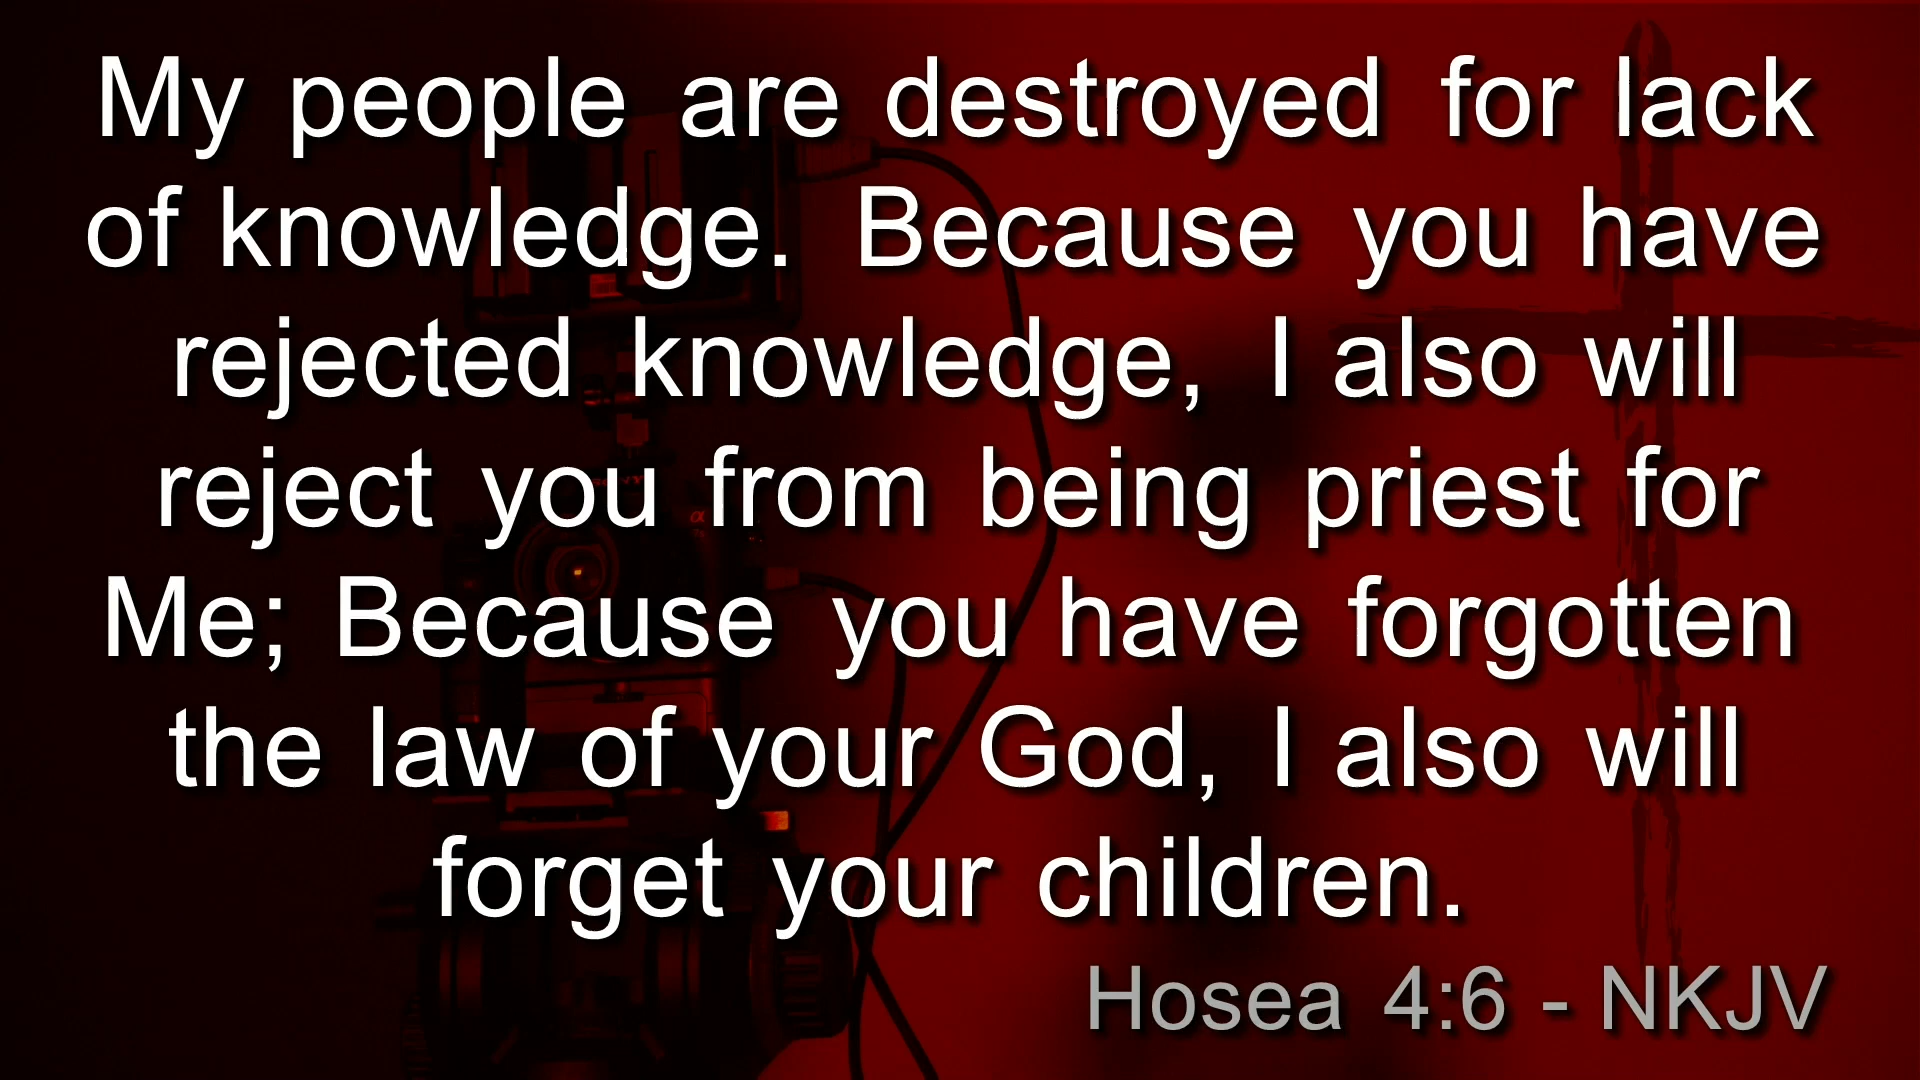 My people are destroyed for lack
of knowledge. Because you have
rejected knowledge, I also will
reject you from being priest for
Me; Because you have forgotten
the law of your God, I also will
forget your children.
Hosea 4:6 - NKJV